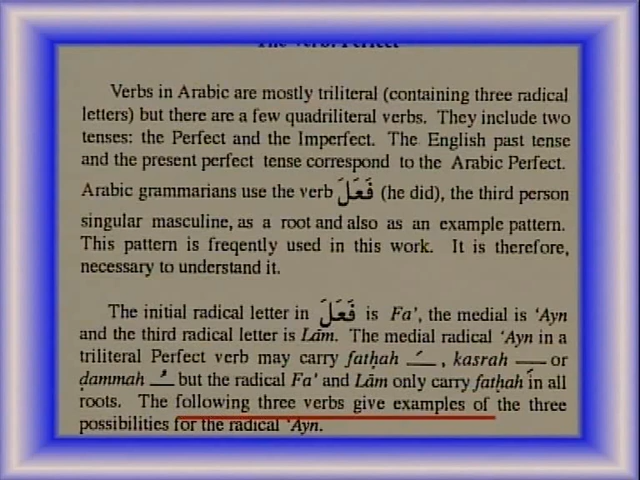 The Verb: Perfect
Verbs in Arabic are mostly triliteral (containing three radical
letters) but there are a few quadriliteral verbs. They include two
tenses: the Perfect and the Imperfect. The English past tense
and the present perfect tense correspond to the Arabic Perfect.
Arabic grammarians use the verb فَعَلَ (he did), the third person
singular masculine, as a root and also as an example pattern.
This pattern is freqently used in this work. It is therefore,
necessary to understand it.
The initial radical letter in فَعَلَ is Fa’, the medial is ‘Ayn
and the third radical letter is Lām. The medial radical ‘Ayn in a
triliteral Perfect verb may carry fatḥah ــَـ , kasrah ــِـ or
ḍammah ــُـ but the radical Fa’ and Lām only carry fatḥah in all
roots. The following three verbs give examples of the three
possibilities for the radical ‘Ayn.